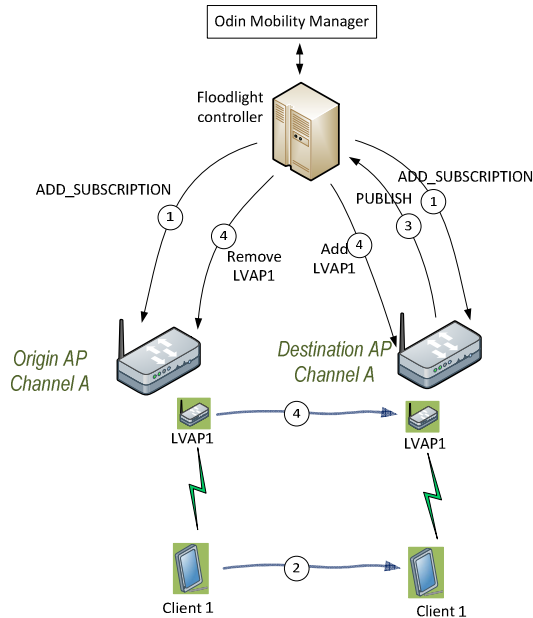 Odin Mobility Manager
Floodlight
controller
ADD_SUBSCRIPTION
ADD_SUBSCRIPTION
PUBLISH
1
1
3
4
4
Remove
LVAP1
Add
LVAP1
Origin AP
Channel A
Destination AP
Channel A
4
LVAP1
LVAP1
2
Client 1
Client 1